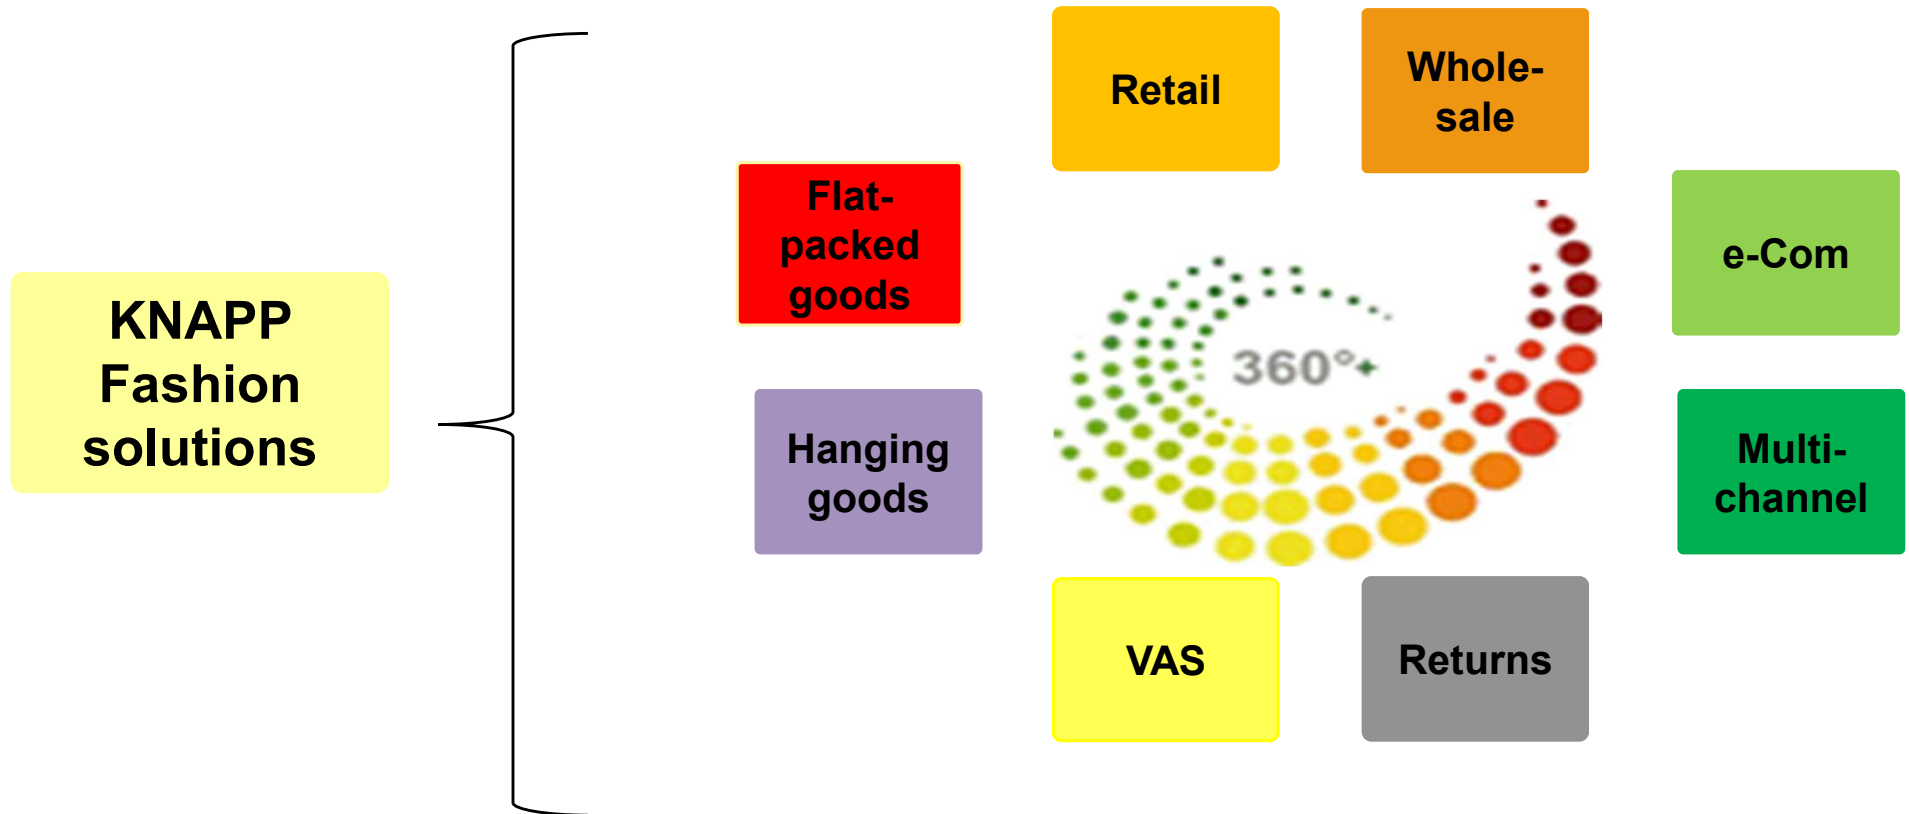 KNAPP
Fashion
solutions
Flat-
packed
goods
Hanging
goods
Retail
Whole-
sale
e-Com
Multi-
channel
VAS
Returns
360°+